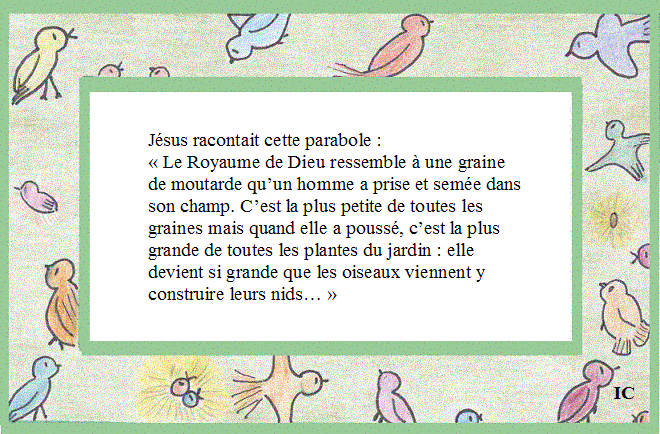 Jésus racontait cette parabole :
« Le Royaume de Dieu ressemble à une graine
de moutarde qu’un homme a prise et semée dans
son champ. C’est la plus petite de toutes les
graines mais quand elle a poussé, c’est la plus
grande de toutes les plantes du jardin : elle
devient si grande que les oiseaux viennent y
construire leurs nids… »
IC